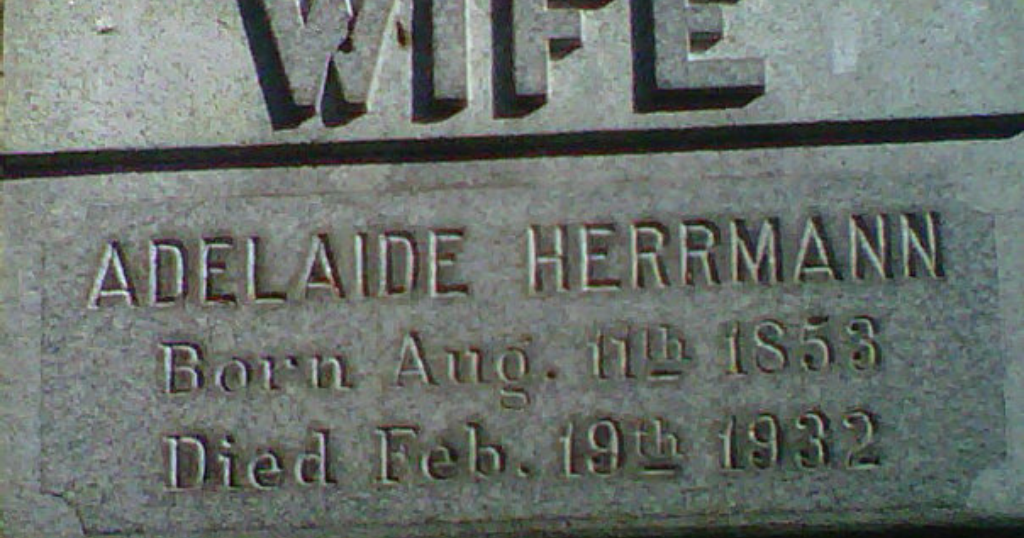 WIFE
ADELAIDE HERRMANN
Born Aug. 11th 1853
Died Feb. 19th 1932